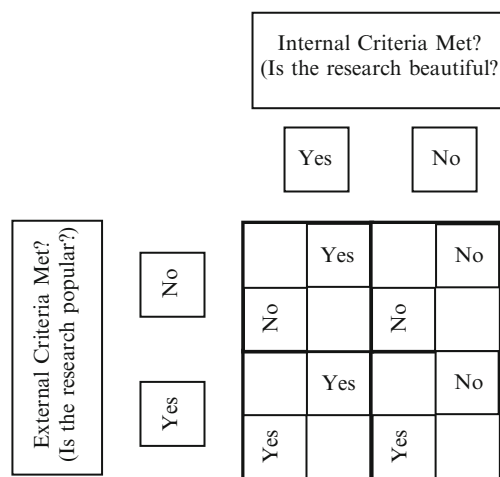 Internal Criteria Met?
(Is the research beautiful?
Yes
No
External Criteria Met?
(Is the research popular?)
No
Yes
Yes
No
No
No
Yes
No
Yes
Yes